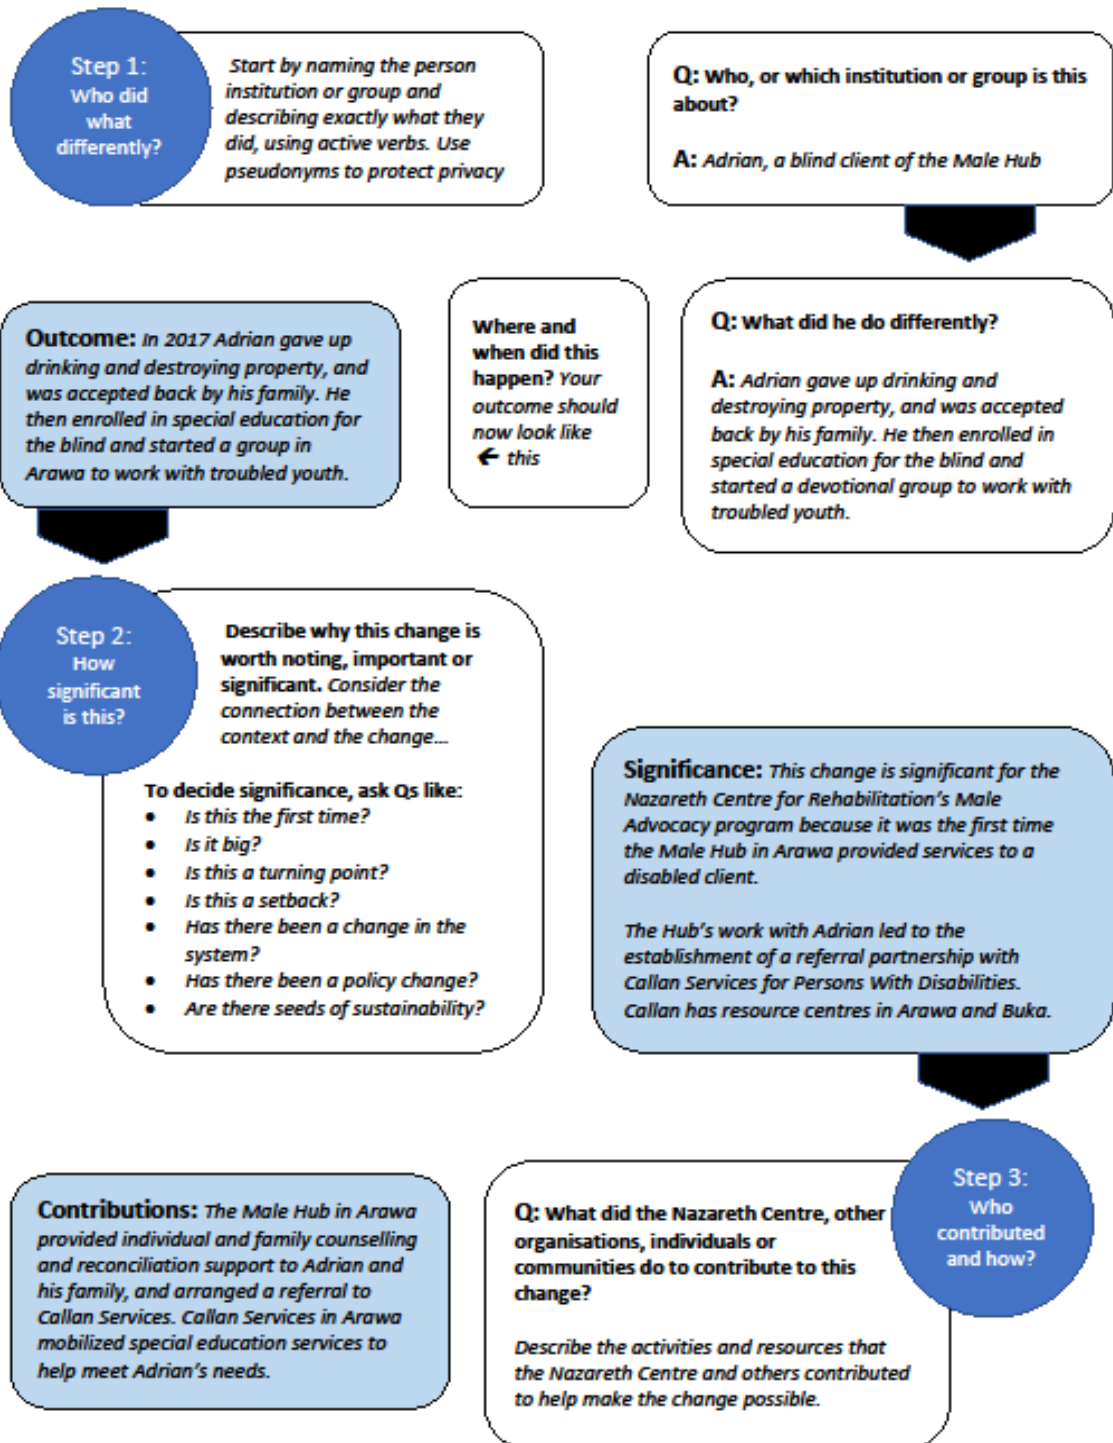 Step 1:
Who did
what
differently?
Start by naming the person
institution or group and
describing exactly what they
did, using active verbs. Use
pseudonyms to protect privacy
Q: Who, or which institution or group is this
about?
A: Adrian, a blind client of the Male Hub
Q: What did he do differently?
A: Adrian gave up drinking and
destroying property, and was accepted
back by his family. He then enrolled in
special education for the blind and
started a devotional group to work with
troubled youth.
Where and
when did this
happen? Your
outcome should
now look like
← this
Outcome: In 2017 Adrian gave up
drinking and destroying property, and
was accepted back by his family. He
then enrolled in special education for
the blind and started a group in
Arawa to work with troubled youth.
Step 2:
How
significant
is this?
Describe why this change is
worth noting, important or
significant. Consider the
connection between the
context and the change...
To decide significance, ask Qs like:
• Is this the first time?
• Is it big?
• Is this a turning point?
• Is this a setback?
• Has there been a change in the
system?
• Has there been a policy change?
• Are there seeds of sustainability?
Significance: This change is significant for the
Nazareth Centre for Rehabilitation's Male
Advocacy program because it was the first time
the Male Hub in Arawa provided services to a
disabled client.
The Hub's work with Adrian led to the
establishment of a referral partnership with
Callan Services for Persons With Disabilities.
Callan has resource centres in Arawa and Buka.
Step 3:
Who
contributed
and how?
Q: What did the Nazareth Centre, other
organisations, individuals or
communities do to contribute to this
change?
Describe the activities and resources that
the Nazareth Centre and others contributed
to help make the change possible.
Contributions: The Male Hub in Arawa
provided individual and family counselling
and reconciliation support to Adrian and
his family, and arranged a referral to
Callan Services. Callan Services in Arawa
mobilized special education services to
help meet Adrian's needs.